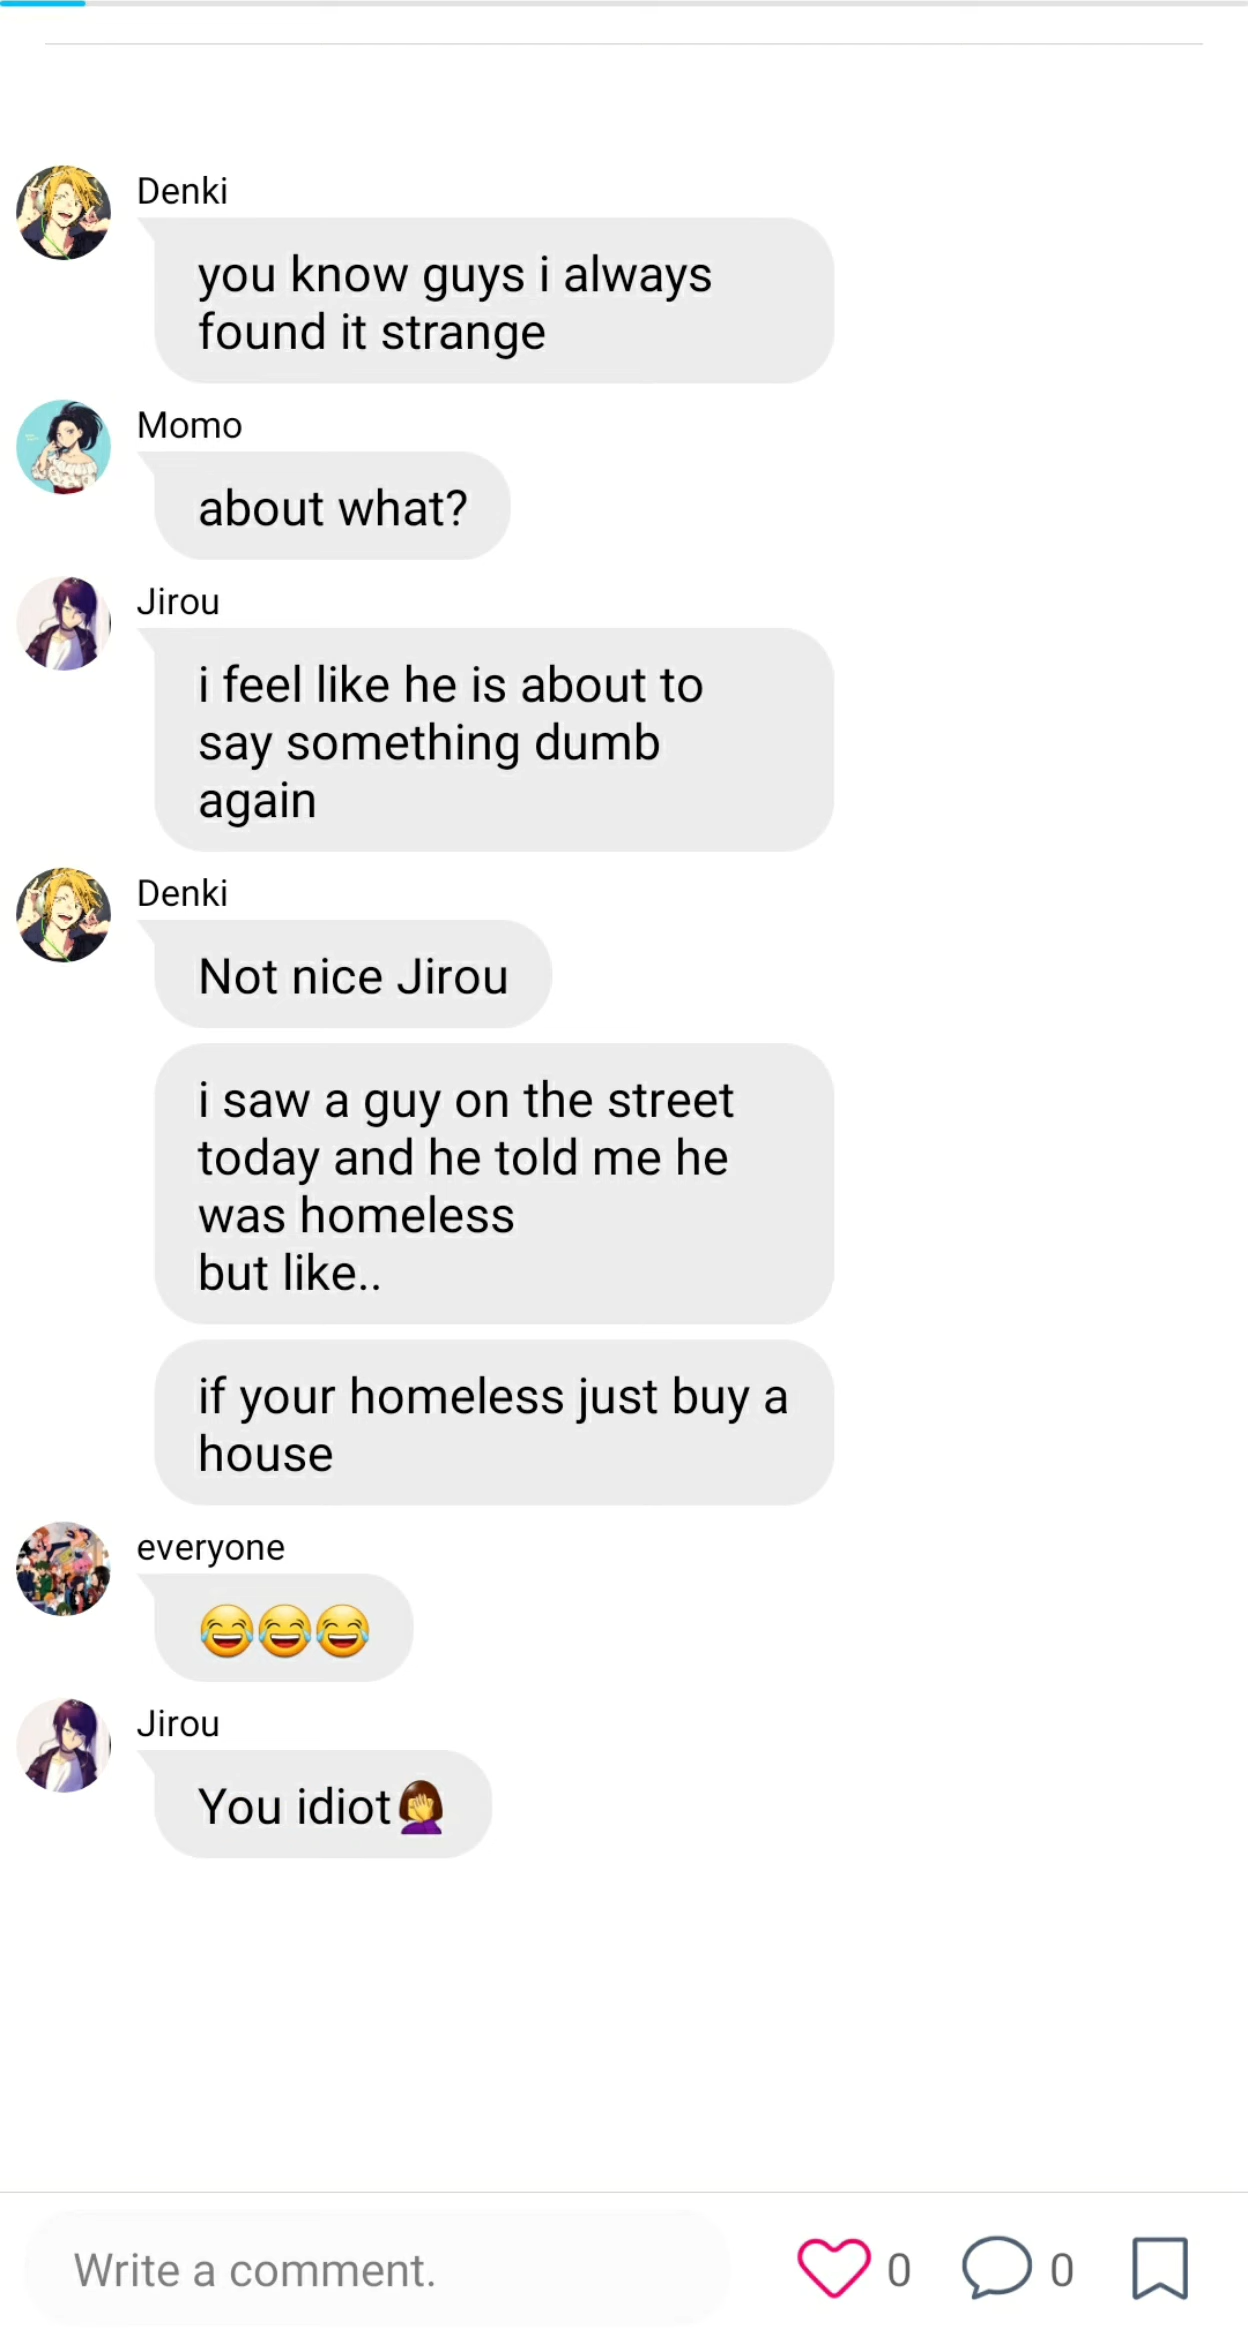 Denki
you know guys i always
found it strange
Momo
about what?
Jirou
i feel like he is about to
say something dumb
again
Denki
Not nice Jirou
i saw a guy on the street
today and he told me he
was homeless
but like..
if your homeless just buy a
house
everyone
😂😂😂
Jirou
You idiot🤦‍♀️
Write a comment.
0
0